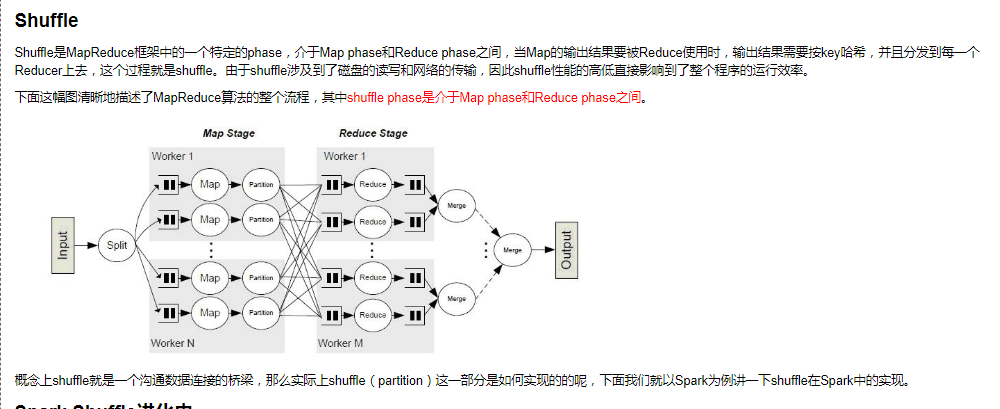 Shuffle
Shuffle是MapReduce框架中的一个特定的phase，介于Map phase和Reduce phase之间，当Map的输出结果要被Reduce使用时，输出结果需要按key哈希，并且分发到每一个
Reducer上去，这个过程就是shuffle。由于shuffle涉及到了磁盘的读写和网络的传输，因此shuffle性能的高低直接影响到了整个程序的运行效率。
下面这幅图清晰地描述了MapReduce算法的整个流程，其中shuffle phase是介于Map phase和Reduce phase之间。
Map Stage
Reduce Stage
Worker 1
Worker 1
Map
Partition
Reduce
Map
Partition
Reduce
Merge
Input
Split
Merge
Output
Map
Partition
Reduce
Map
Partition
Reduce
Merge
Worker N
Worker M
概念上shuffle就是一个沟通数据连接的桥梁，那么实际上shuffle（partition）这一部分是如何实现的的呢，下面我们就以Spark为例讲一下shuffle在Spark中的实现。
Spark Shuffle进化史